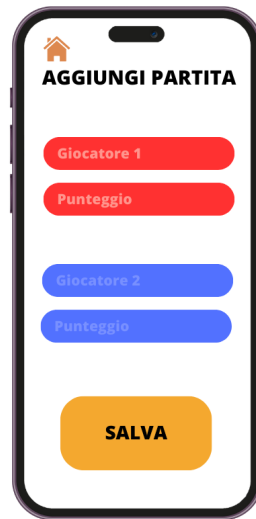 AGGIUNGI PARTITA
Giocatore 1
Punteggio
Giocatore 2
Punteggio
SALVA